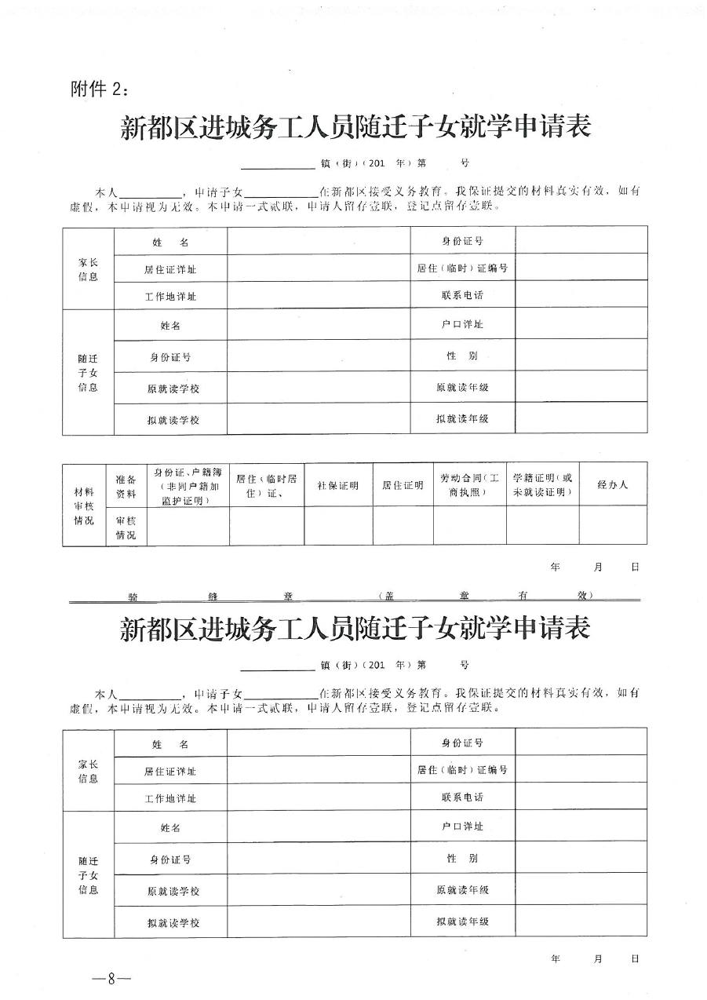 附件 2：
新都区进城务工人员随迁子女就学申请表
__________ 镇（街）（201　年）第　　　号
本人__________，申请子女__________在新都区接受义务教育。我保证提交的材料真实有效，如有
虚假，本申请视为无效。本申请一式贰联，申请人留存壹联，登记点留存壹联。
家长
信息
姓　名　身份证号
居住证详址　居住（临时）证编号
工作地详址　联系电话
随迁
子女
信息
姓名　户口详址
身份证号　性　别
原就读学校　原就读年级
拟就读学校　拟就读年级
材料
审核
情况
准备
资料
身份证、户籍簿
（非同户籍加
监护证明）
居住（临时居
住）证、
社保证明
居住证明
劳动合同（工
商执照）
学籍证明（或
未就读证明）
经办人
审核
情况
年　月　日
骑　缝　章　（盖　章　有　效）
新都区进城务工人员随迁子女就学申请表
__________ 镇（街）（201　年）第　　　号
本人__________，申请子女__________在新都区接受义务教育。我保证提交的材料真实有效，如有
虚假，本申请视为无效。本申请一式贰联，申请人留存壹联，登记点留存壹联。
家长
信息
姓　名　身份证号
居住证详址　居住（临时）证编号
工作地详址　联系电话
随迁
子女
信息
姓名　户口详址
身份证号　性　别
原就读学校　原就读年级
拟就读学校　拟就读年级
年　月　日
—8—